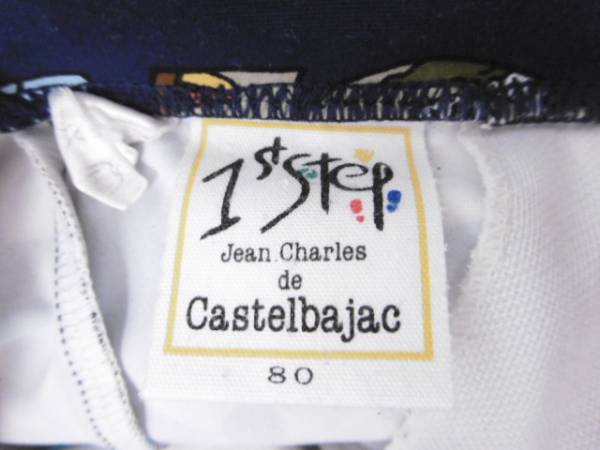 1st Step
Jean Charles
de
Castelbajac
80